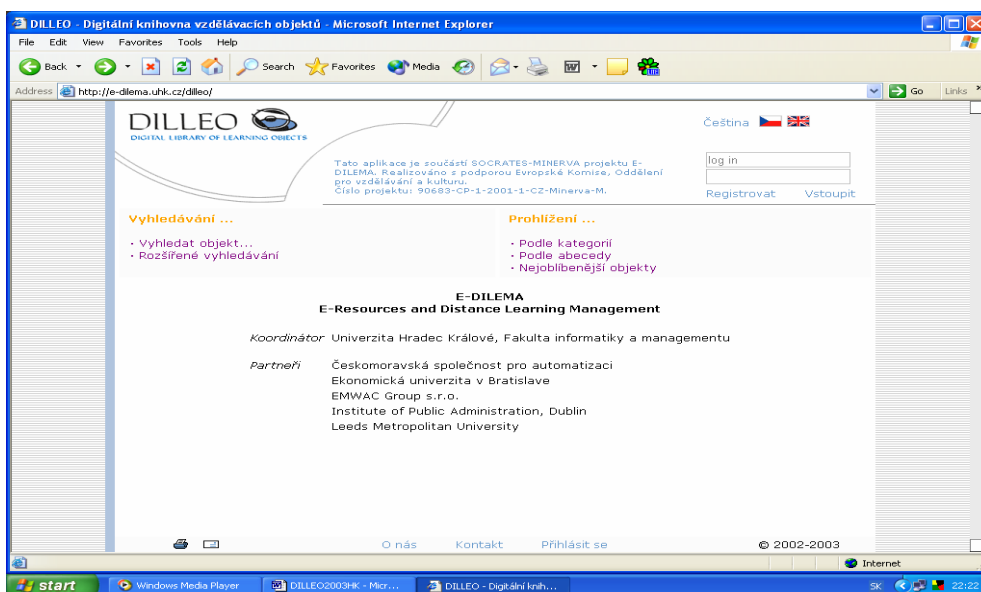 DILLEO - Digitální knihovna vzdělávacích objektů - Microsoft Internet Explorer
File Edit View Favorites Tools Help
Back Search Favorites Media
Address http://e-dilema.uhk.cz/dilleo/ Go Links »
DILLEO
DIGITAL LIBRARY OF LEARNING OBJECTS
Čeština
Tato aplikace je součástí SOCRATES-MINERVA projektu E-
DILEMA. Realizováno s podporou Evropské Komise, Oddělení
pro vzdělávání a kulturu.
Číslo projektu: 90683-CP-1-2001-1-CZ-Minerva-M.
log in
Registrovat Vstoupit
Vyhledávání ...
· Vyhledat objekt...
· Rozšířené vyhledávání
Prohlížení ...
· Podle kategorií
· Podle abecedy
· Nejoblíbenější objekty
E-DILEMA
E-Resources and Distance Learning Management
Koordinátor Univerzita Hradec Králové, Fakulta informatiky a managementu
Partneři Českomoravská společnost pro automatizaci
Ekonomická univerzita v Bratislave
EMWAC Group s.r.o.
Institute of Public Administration, Dublin
Leeds Metropolitan University
O nás Kontakt Přihlásit se © 2002-2003
Internet
start Windows Media Player DILLEO2003HK - Micr... DILLEO - Digitální knih... SK 22:22